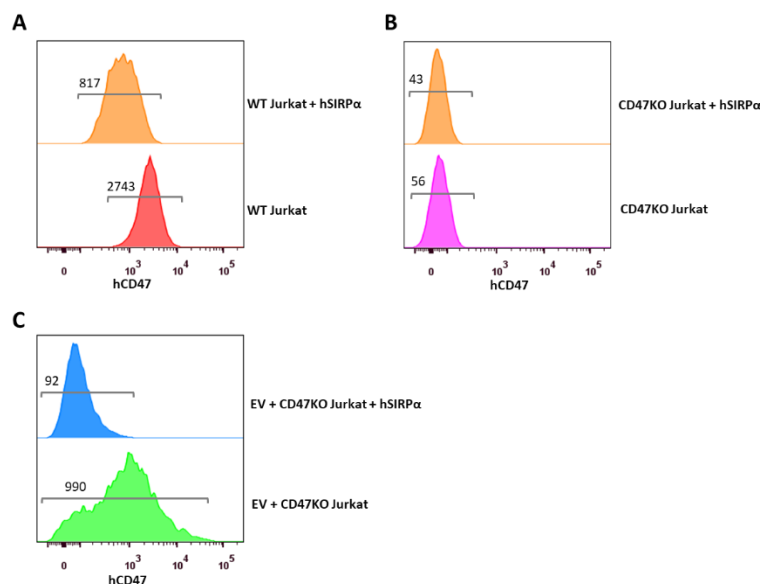 A
817
WT Jurkat + hSIRPα
2743
WT Jurkat
0 10³ 10⁴ 10⁵
hCD47
B
43
CD47KO Jurkat + hSIRPα
56
CD47KO Jurkat
0 10³ 10⁴ 10⁵
hCD47
C
92
EV + CD47KO Jurkat + hSIRPα
990
EV + CD47KO Jurkat
0 10³ 10⁴ 10⁵
hCD47